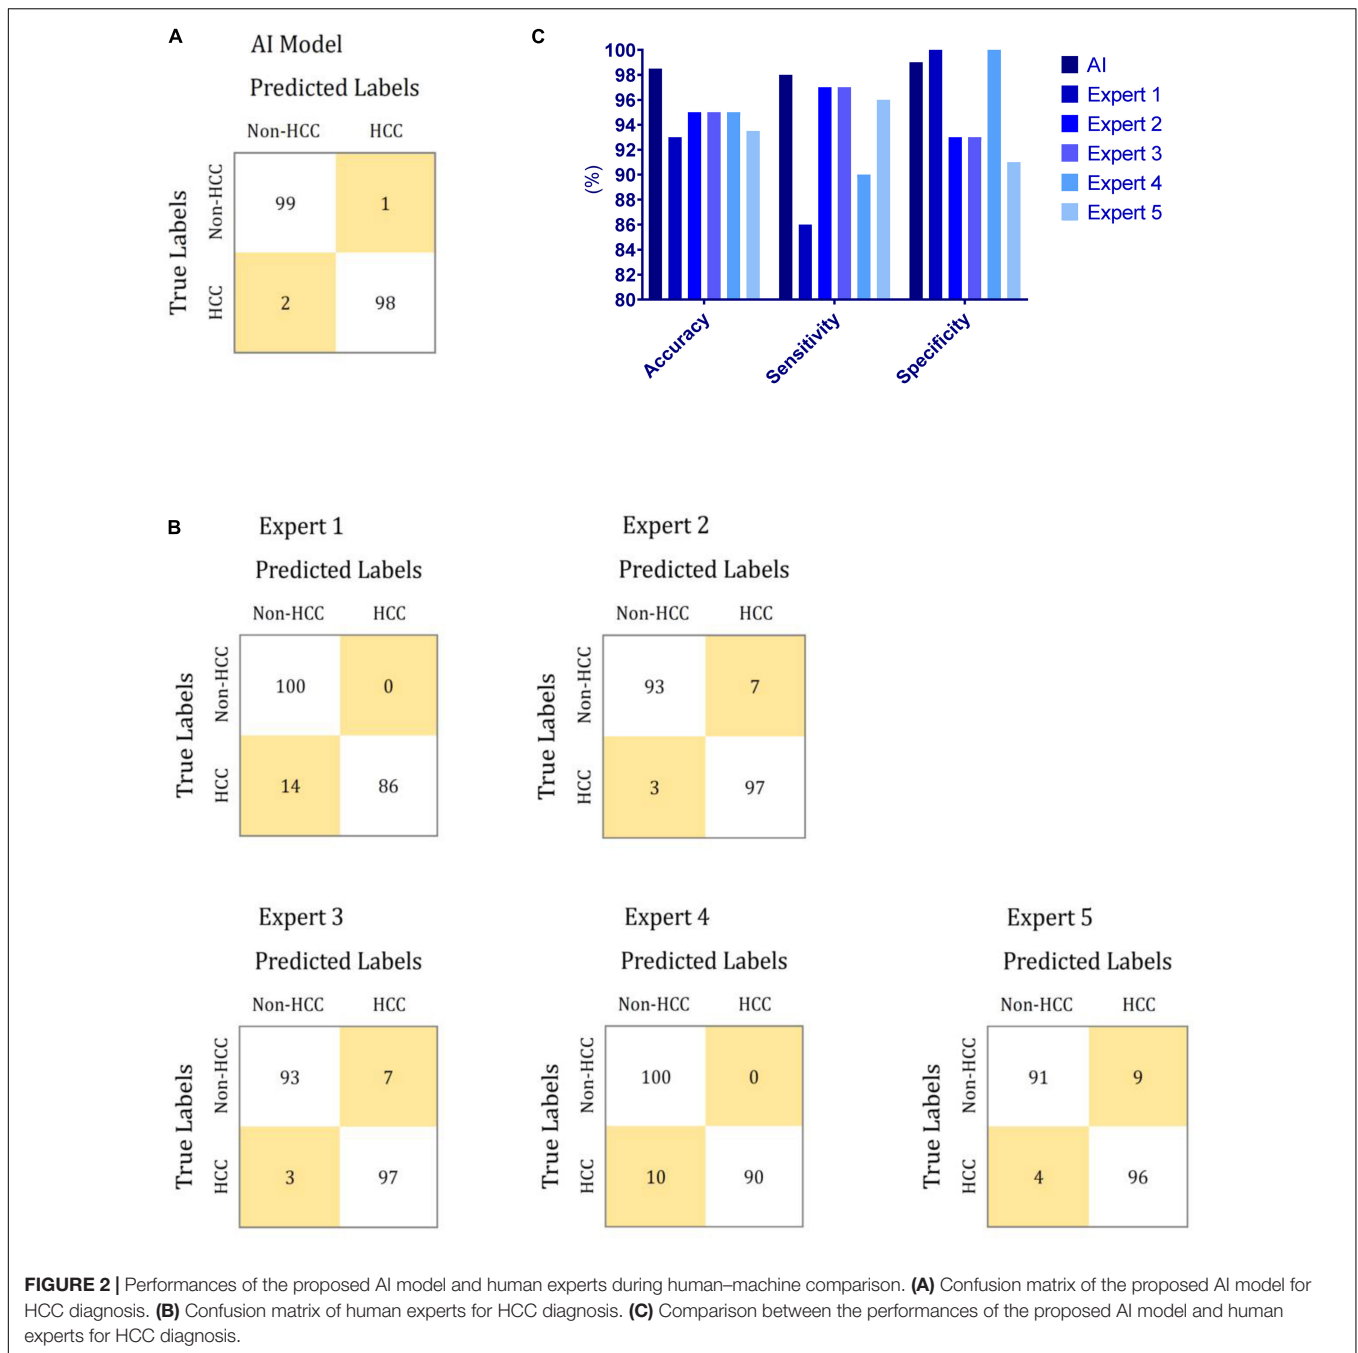 A
AI Model
Predicted Labels
Non-HCC HCC
True Labels
Non-HCC
HCC
99 1
2 98
C
100
98
96
94
92
90
88
86
84
82
80
(%)
Accuracy
Sensitivity
Specificity
AI
Expert 1
Expert 2
Expert 3
Expert 4
Expert 5
B
Expert 1
Predicted Labels
Non-HCC HCC
True Labels
Non-HCC
HCC
100 0
14 86
Expert 2
Predicted Labels
Non-HCC HCC
True Labels
Non-HCC
HCC
93 7
3 97
Expert 3
Predicted Labels
Non-HCC HCC
True Labels
Non-HCC
HCC
93 7
3 97
Expert 4
Predicted Labels
Non-HCC HCC
True Labels
Non-HCC
HCC
100 0
10 90
Expert 5
Predicted Labels
Non-HCC HCC
True Labels
Non-HCC
HCC
91 9
4 96
FIGURE 2 | Performances of the proposed AI model and human experts during human–machine comparison. (A) Confusion matrix of the proposed AI model for
HCC diagnosis. (B) Confusion matrix of human experts for HCC diagnosis. (C) Comparison between the performances of the proposed AI model and human
experts for HCC diagnosis.